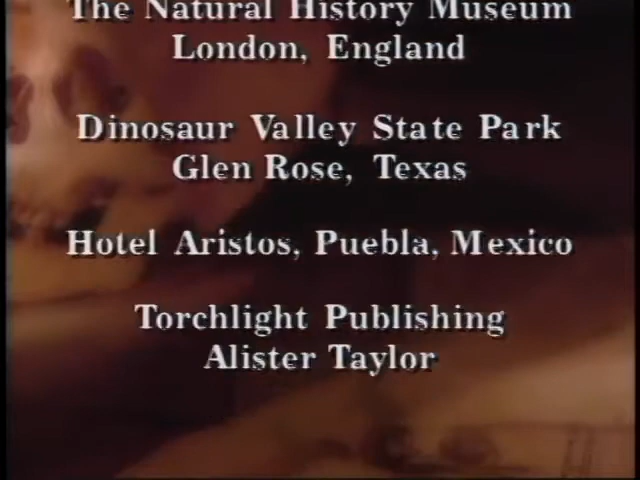 The Natural History Museum
London, England
Dinosaur Valley State Park
Glen Rose, Texas
Hotel Aristos, Puebla, Mexico
Torchlight Publishing
Alister Taylor